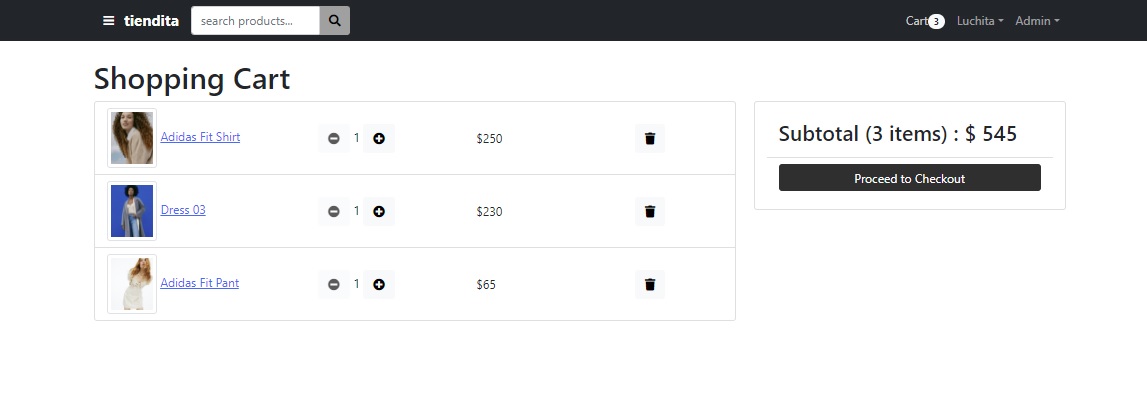 tiendita search products... Cart 3 Luchita Admin
Shopping Cart
Adidas Fit Shirt 1 $250
Dress 03 1 $230
Adidas Fit Pant 1 $65
Subtotal (3 items) : $ 545
Proceed to Checkout